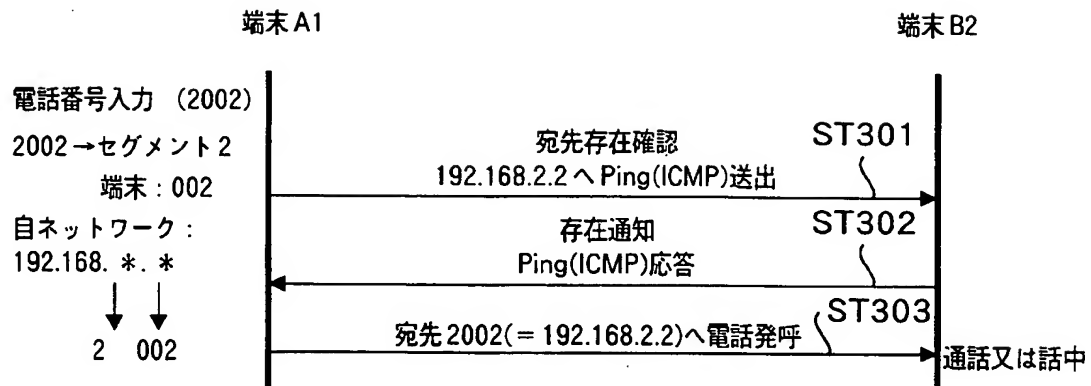 端末A1
端末B2
電話番号入力 (2002)
2002→セグメント2
端末:002
自ネットワーク:
192.168. *. *
2 002
宛先存在確認
ST301
192.168.2.2へPing(ICMP)送出
存在通知
ST302
Ping(ICMP)応答
ST303
宛先2002(=192.168.2.2)へ電話発呼
通話又は話中